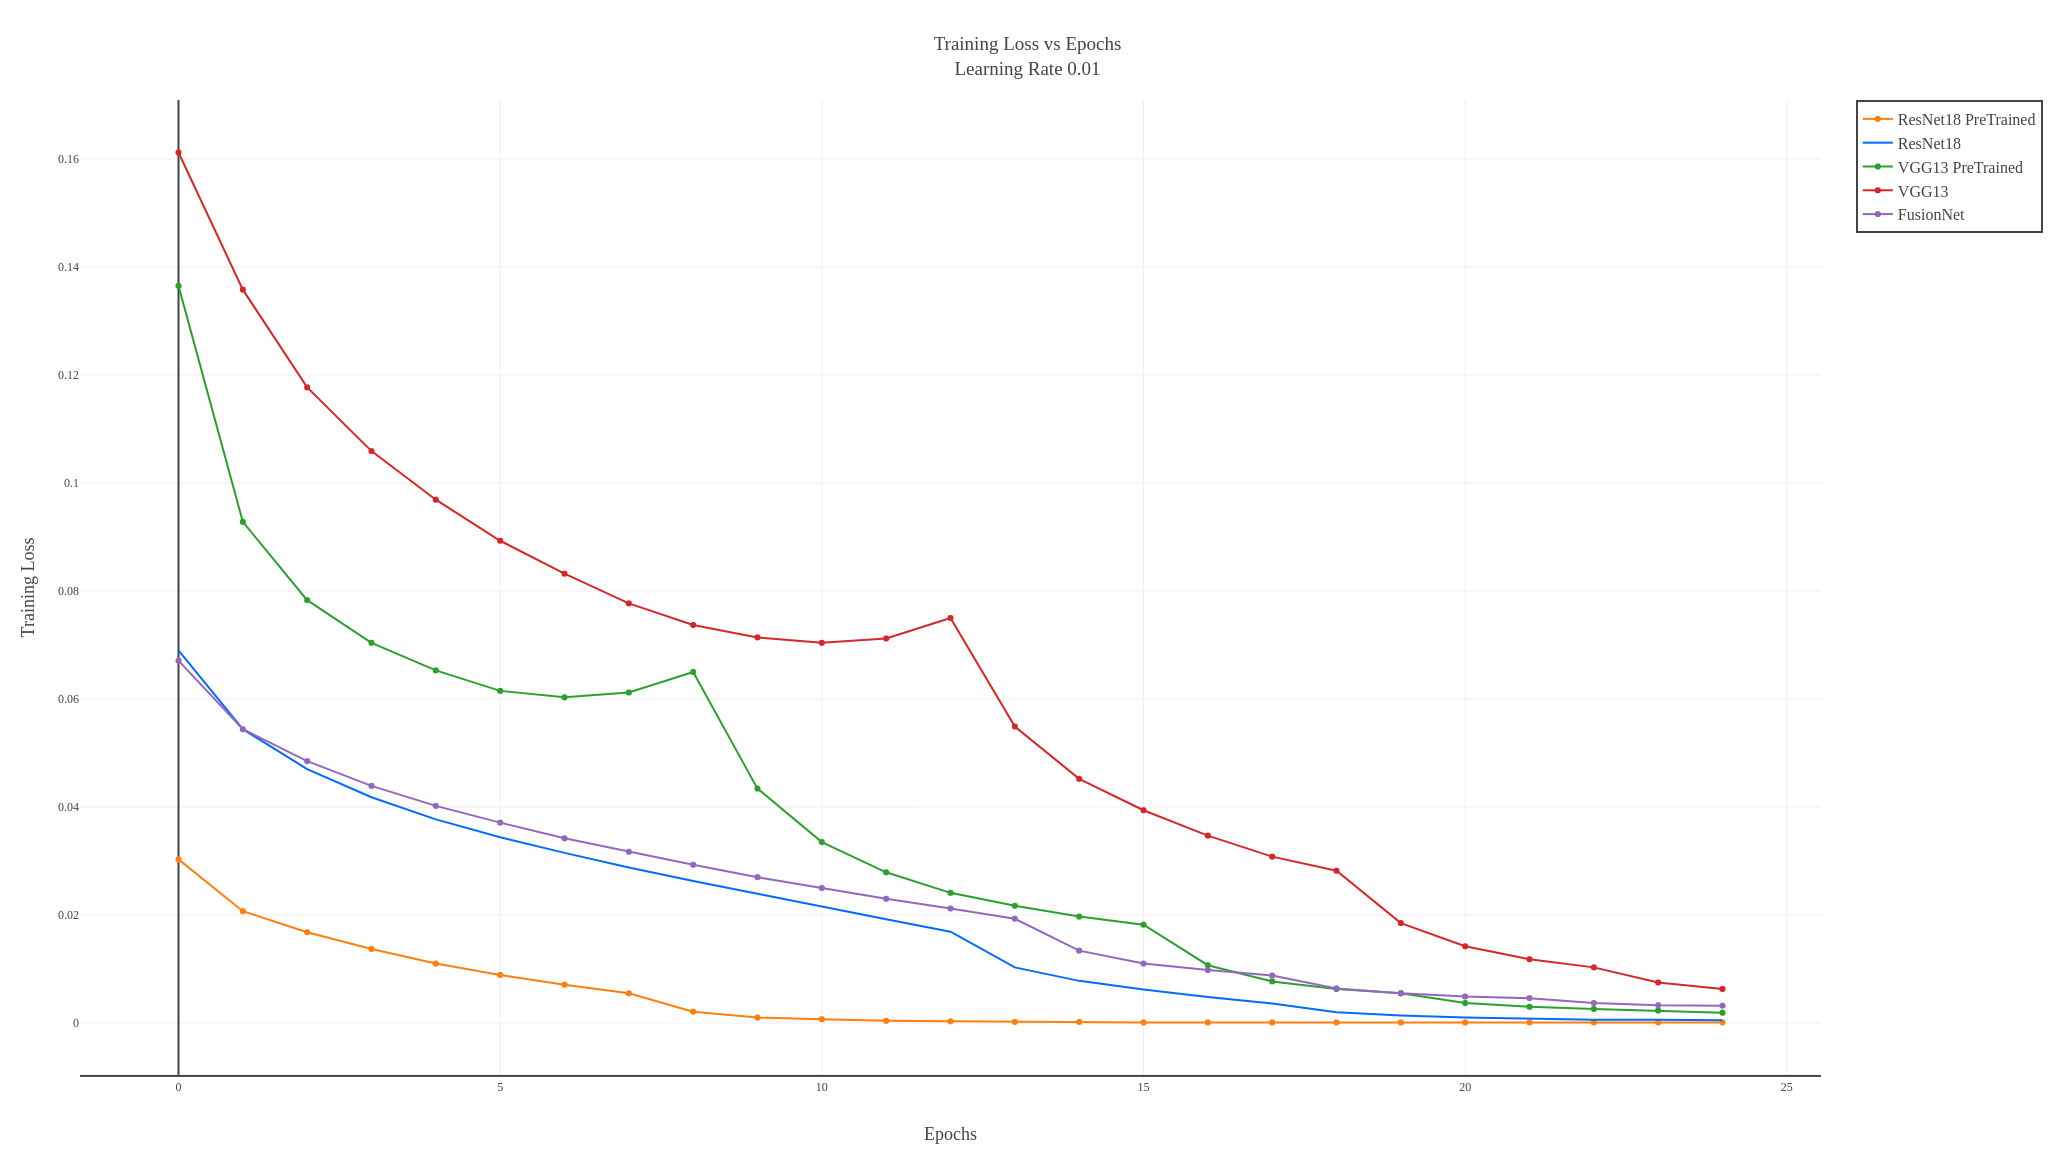 Training Loss vs Epochs
Learning Rate 0.01
ResNet18 PreTrained
ResNet18
VGG13 PreTrained
VGG13
FusionNet
Training Loss
0.16
0.14
0.12
0.1
0.08
0.06
0.04
0.02
0
0 5 10 15 20 25
Epochs